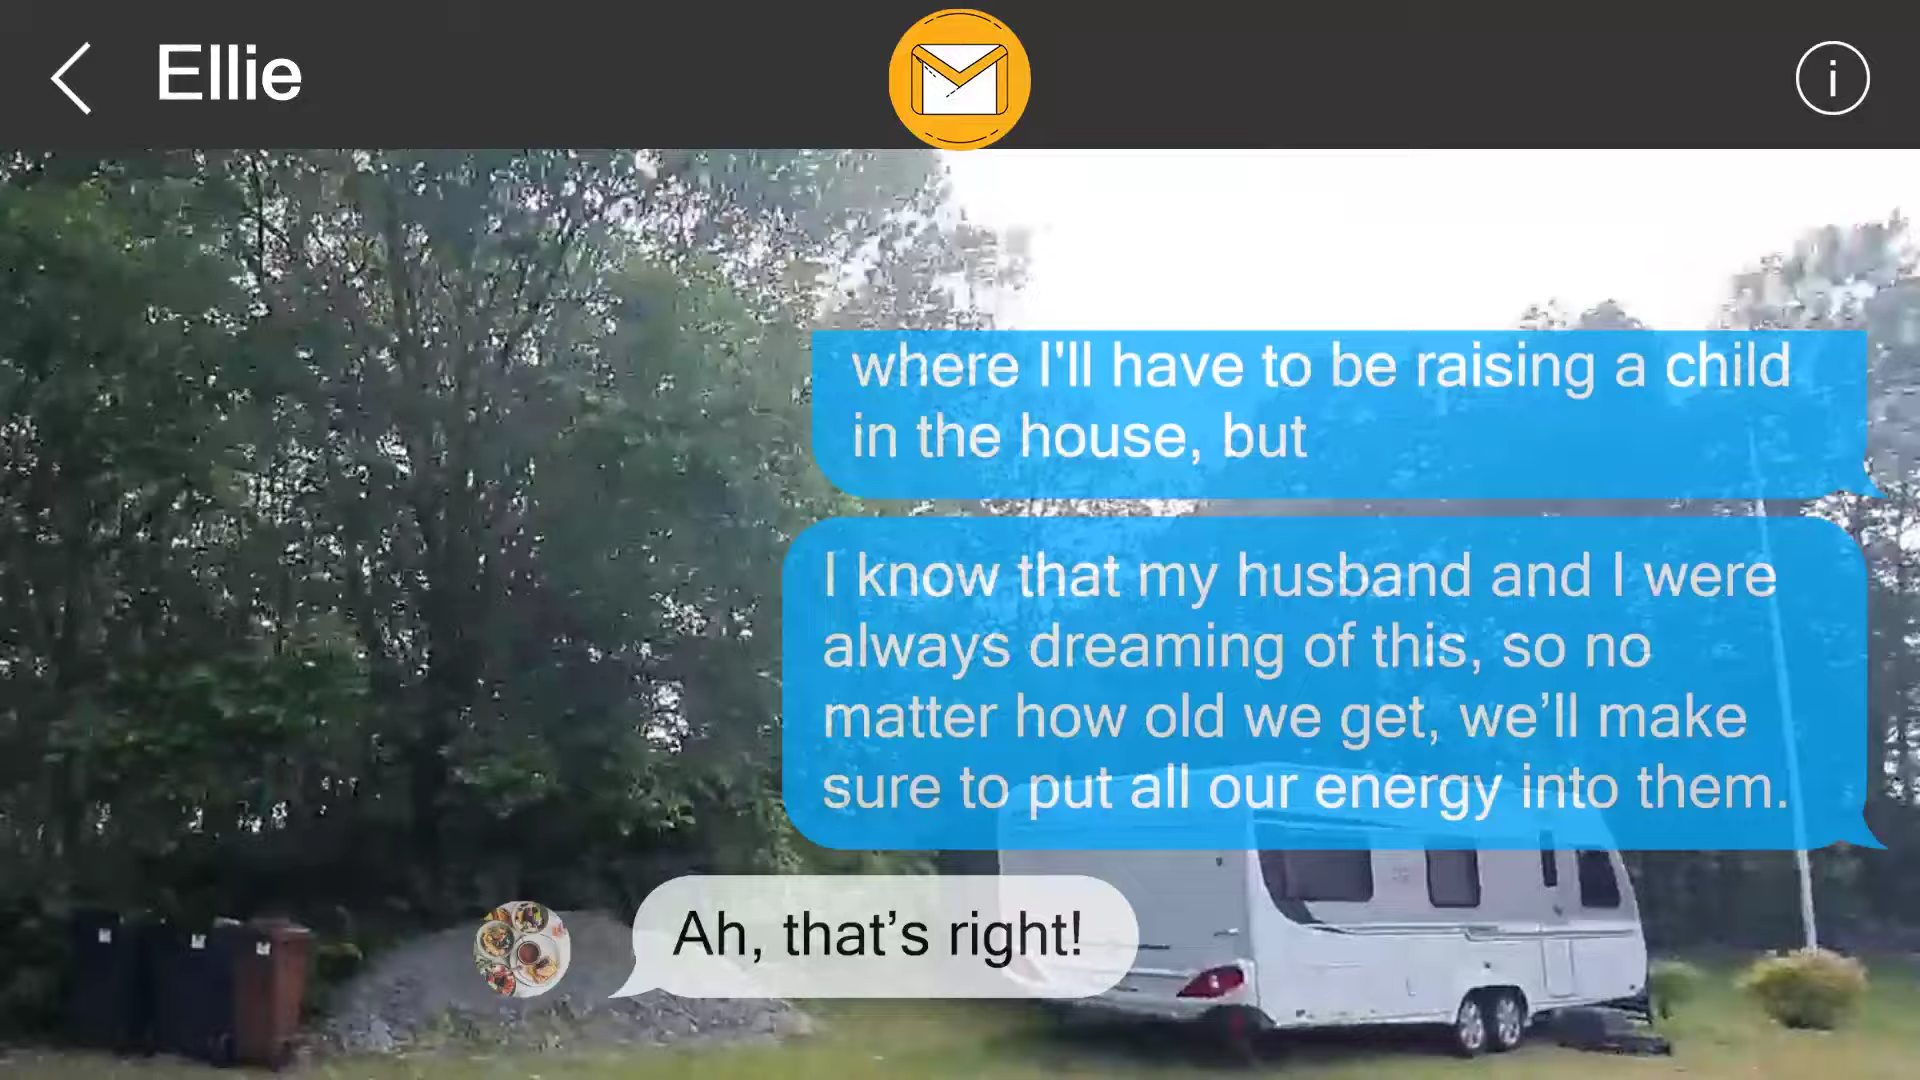 Ellie
i
where I'll have to be raising a child
in the house, but
I know that my husband and I were
always dreaming of this, so no
matter how old we get, we’ll make
sure to put all our energy into them.
Ah, that’s right!